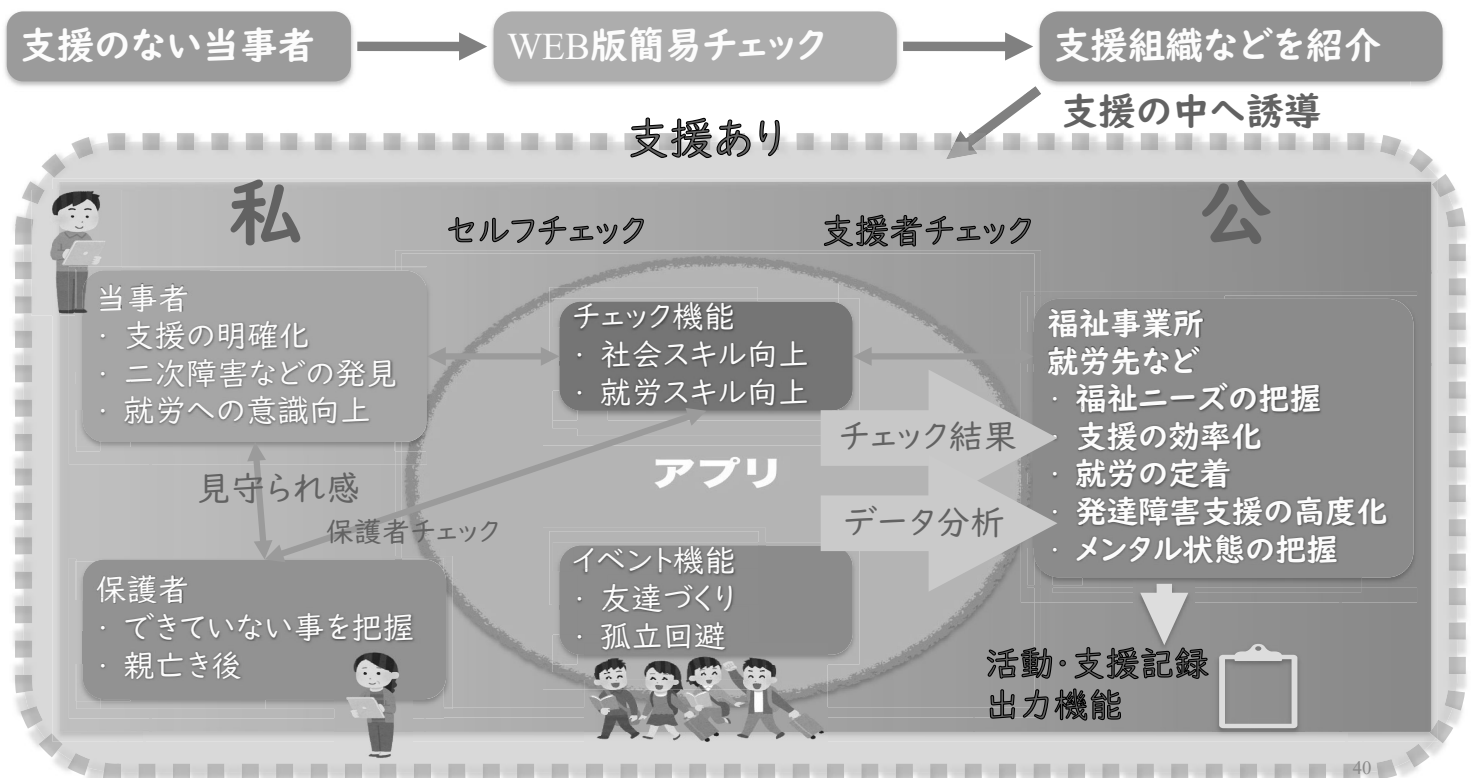 支援のない当事者
WEB版簡易チェック
支援組織などを紹介
支援の中へ誘導
支援あり
私
公
セルフチェック
支援者チェック
当事者
・支援の明確化
・二次障害などの発見
・就労への意識向上
チェック機能
・社会スキル向上
・就労スキル向上
福祉事業所
就労先など
・福祉ニーズの把握
・支援の効率化
・就労の定着
・発達障害支援の高度化
・メンタル状態の把握
チェック結果
アプリ
データ分析
見守られ感
保護者チェック
保護者
・できていない事を把握
・親亡き後
イベント機能
・友達づくり
・孤立回避
活動・支援記録
出力機能
40